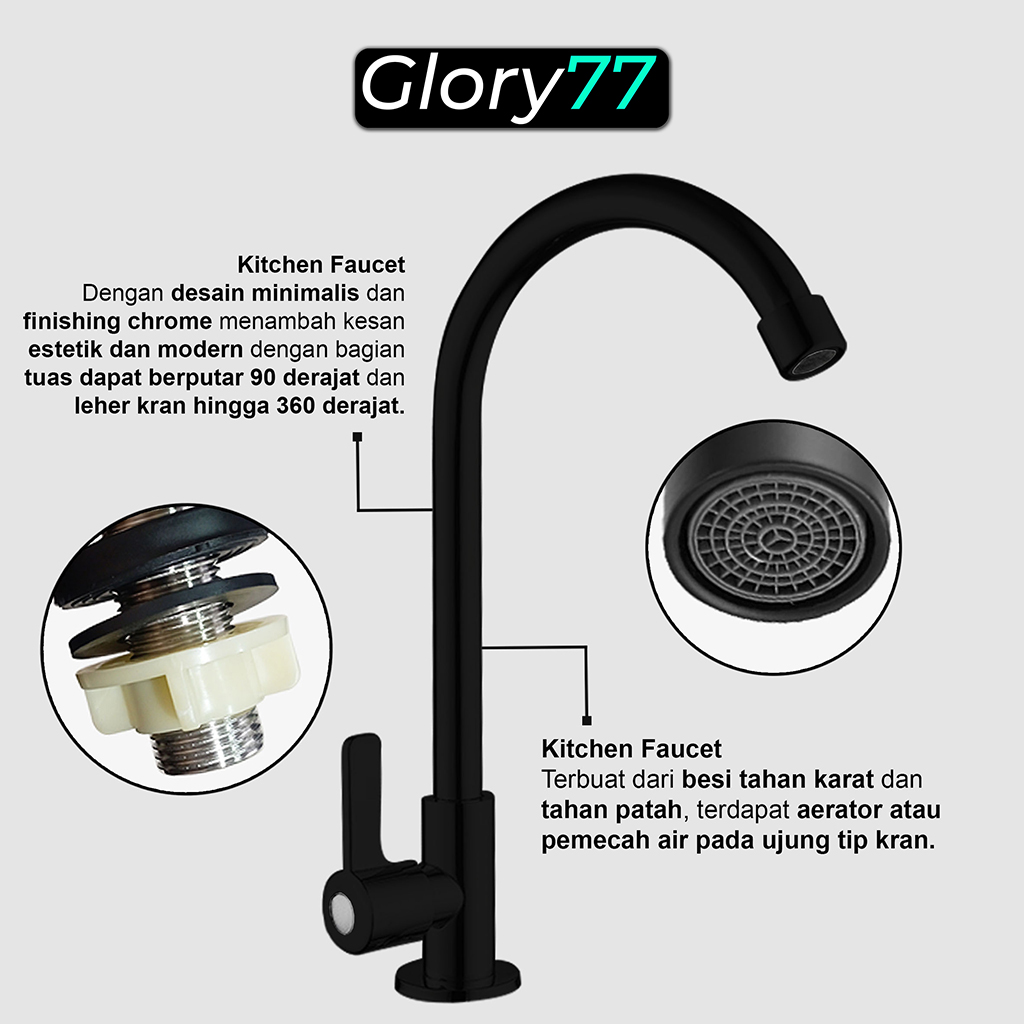 Glory77
Kitchen Faucet
Dengan desain minimalis dan
finishing chrome menambah kesan
estetik dan modern dengan bagian
tuas dapat berputar 90 derajat dan
leher kran hingga 360 derajat.
Kitchen Faucet
Terbuat dari besi tahan karat dan
tahan patah, terdapat aerator atau
pemecah air pada ujung tip kran.